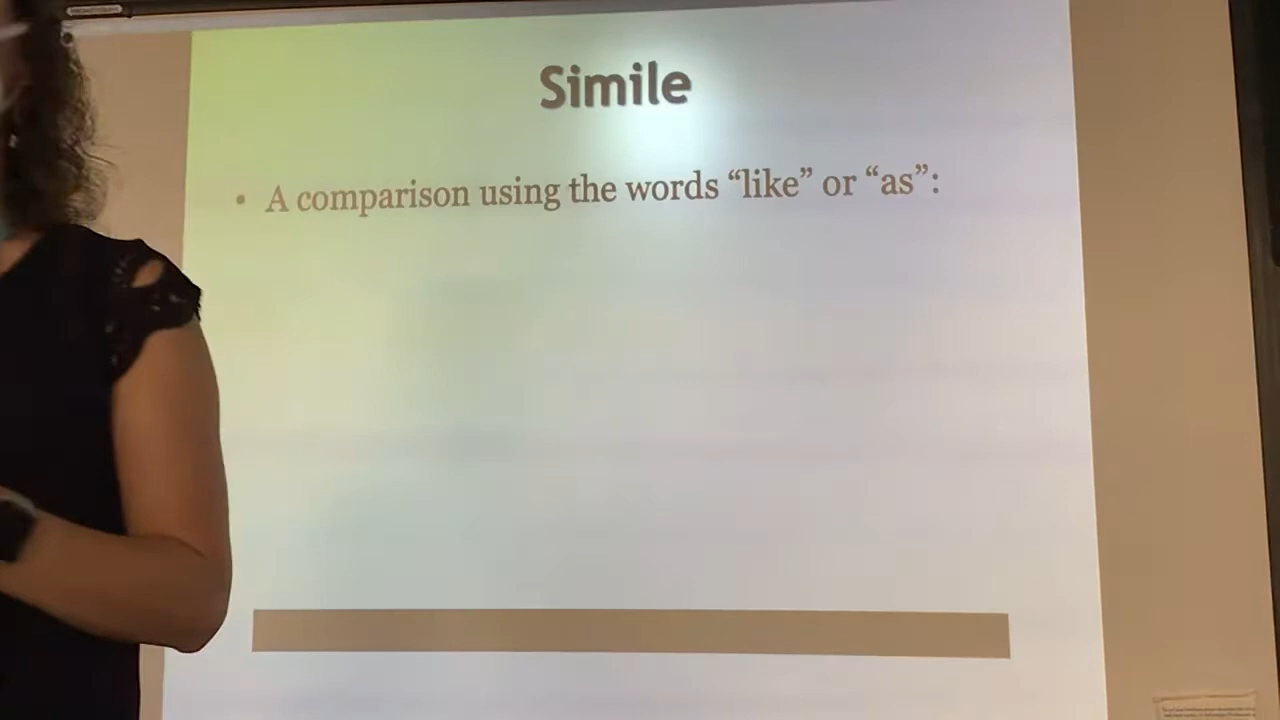 Simile
• A comparison using the words “like” or “as”: